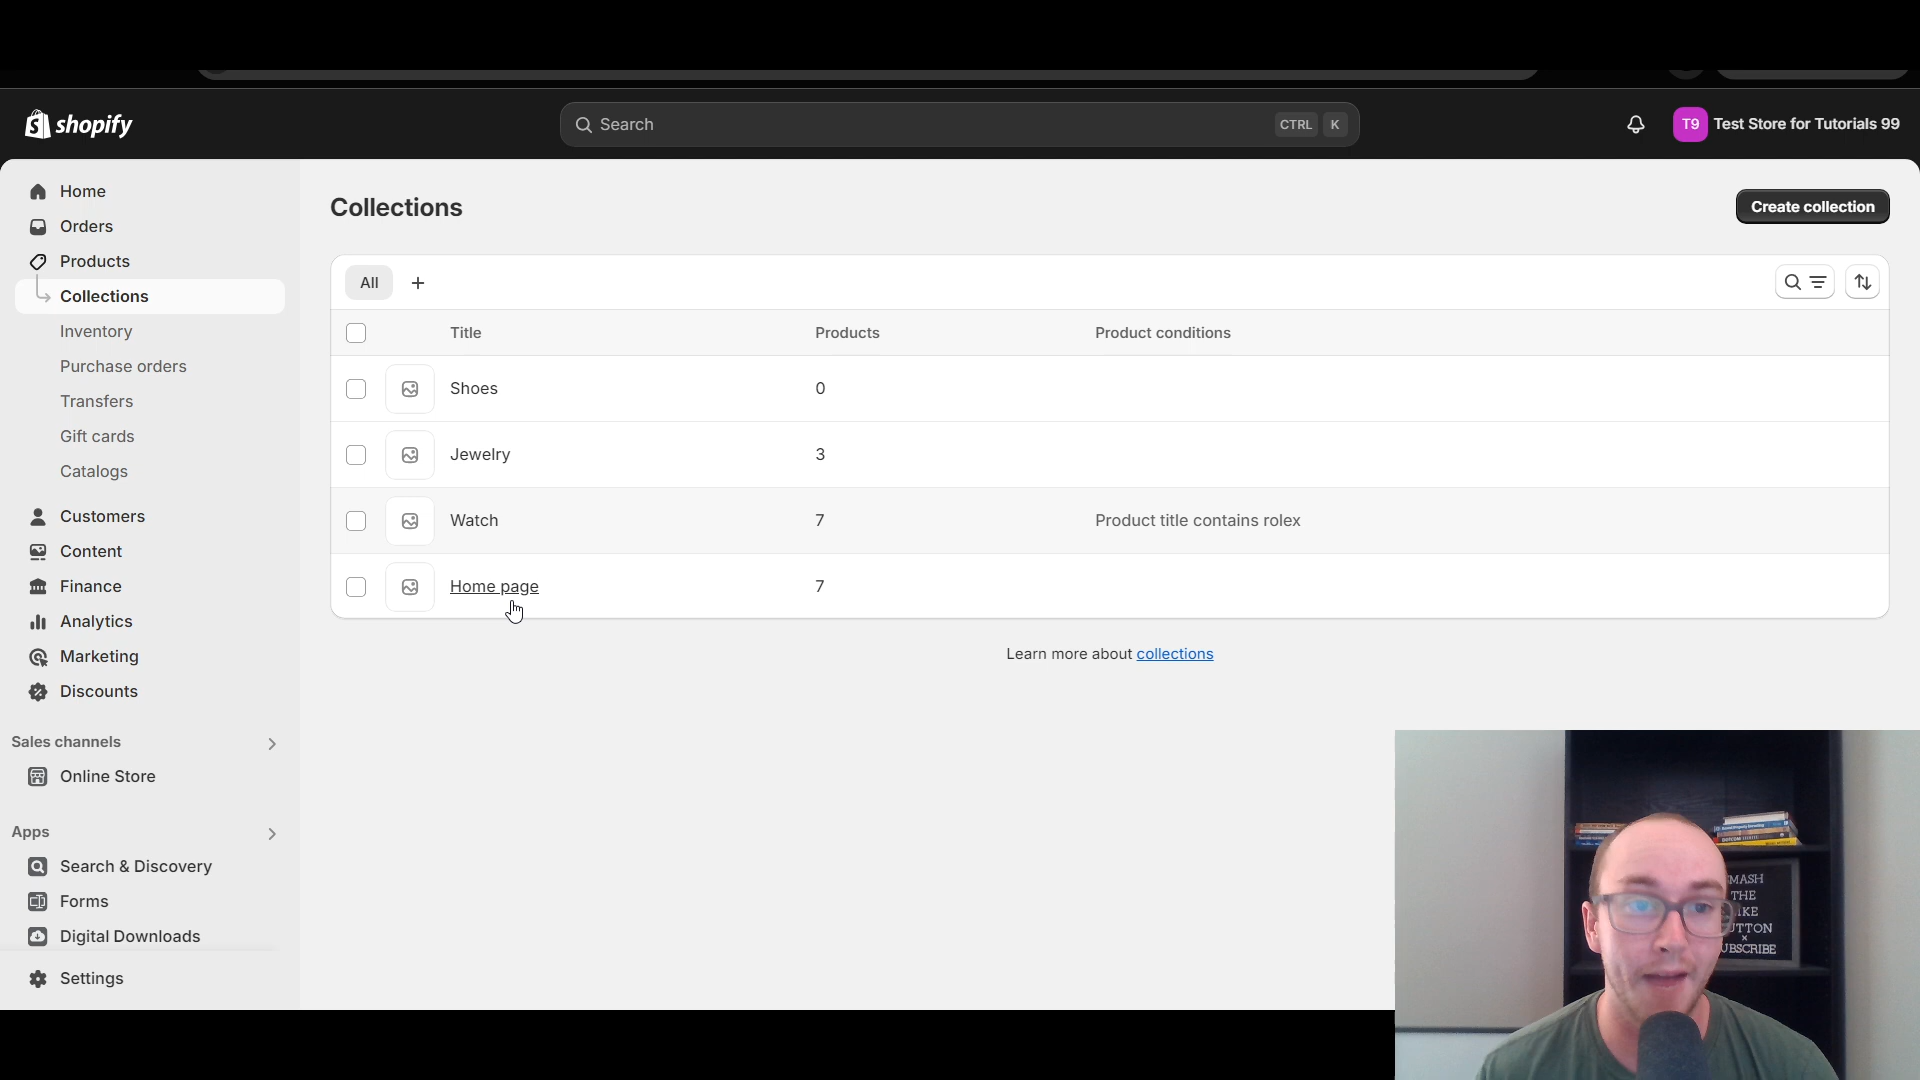 shopify
Search
CTRL K
T9 Test Store for Tutorials 99
Home
Orders
Products
Collections
Inventory
Purchase orders
Transfers
Gift cards
Catalogs
Customers
Content
Finance
Analytics
Marketing
Discounts
Sales channels
Online Store
Apps
Search & Discovery
Forms
Digital Downloads
Settings
Collections
Create collection
All
Title Products Product conditions
Shoes 0
Jewelry 3
Watch 7 Product title contains rolex
Home page 7
Learn more about collections
THE